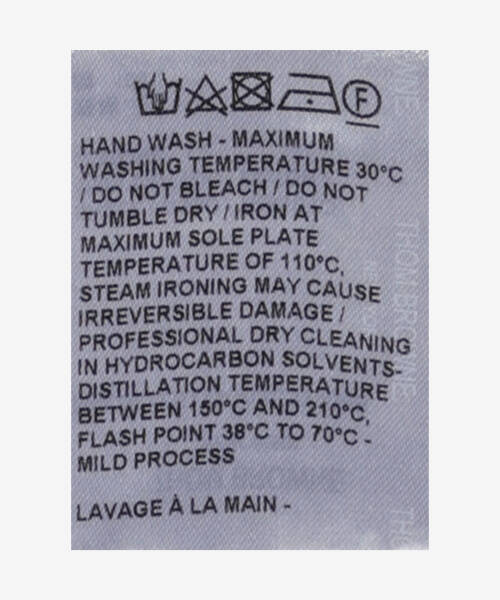 F
HAND WASH - MAXIMUM
WASHING TEMPERATURE 30°C
/ DO NOT BLEACH / DO NOT
TUMBLE DRY / IRON AT
MAXIMUM SOLE PLATE
TEMPERATURE OF 110°C,
STEAM IRONING MAY CAUSE
IRREVERSIBLE DAMAGE /
PROFESSIONAL DRY CLEANING
IN HYDROCARBON SOLVENTS-
DISTILLATION TEMPERATURE
BETWEEN 150°C AND 210°C,
FLASH POINT 38°C TO 70°C -
MILD PROCESS
LAVAGE À LA MAIN -
THOM BROWNE